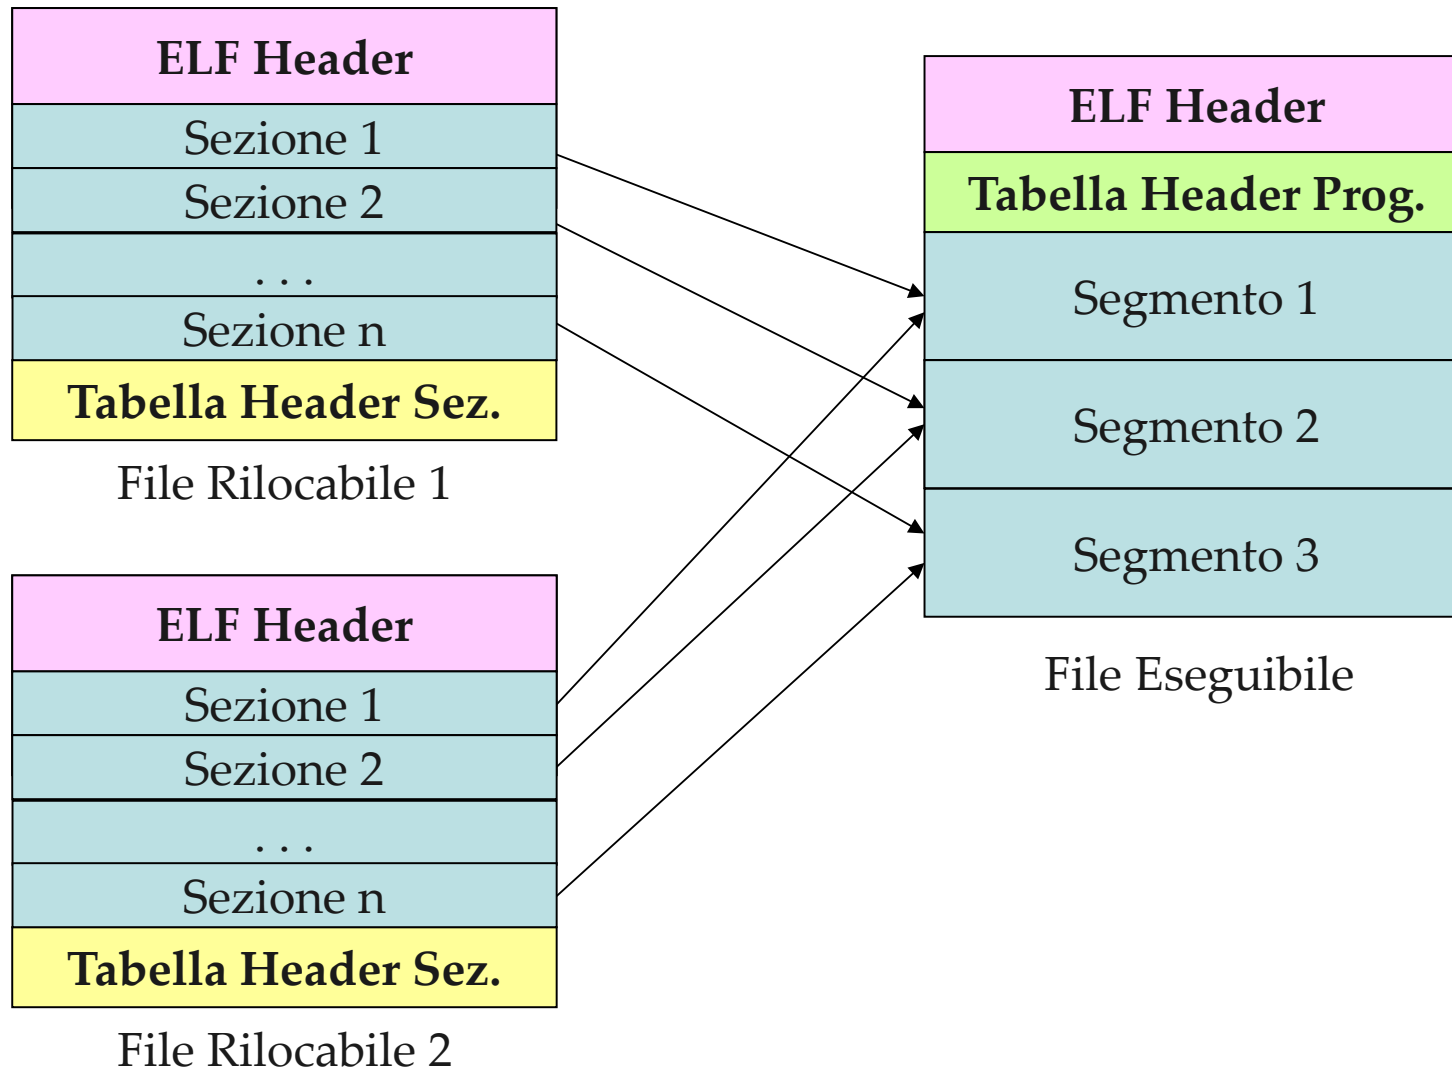 ELF Header
Sezione 1
Sezione 2
. . .
Sezione n
Tabella Header Sez.
File Rilocabile 1
ELF Header
Sezione 1
Sezione 2
. . .
Sezione n
Tabella Header Sez.
File Rilocabile 2
ELF Header
Tabella Header Prog.
Segmento 1
Segmento 2
Segmento 3
File Eseguibile